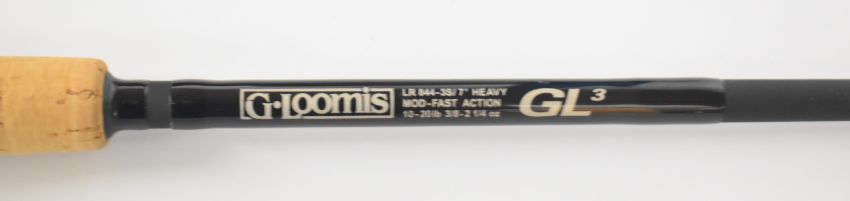 G·Loomis
LR 844-3S/7' HEAVY
MOD-FAST ACTION
10-20lb 3/8-2 1/4 oz
GL3